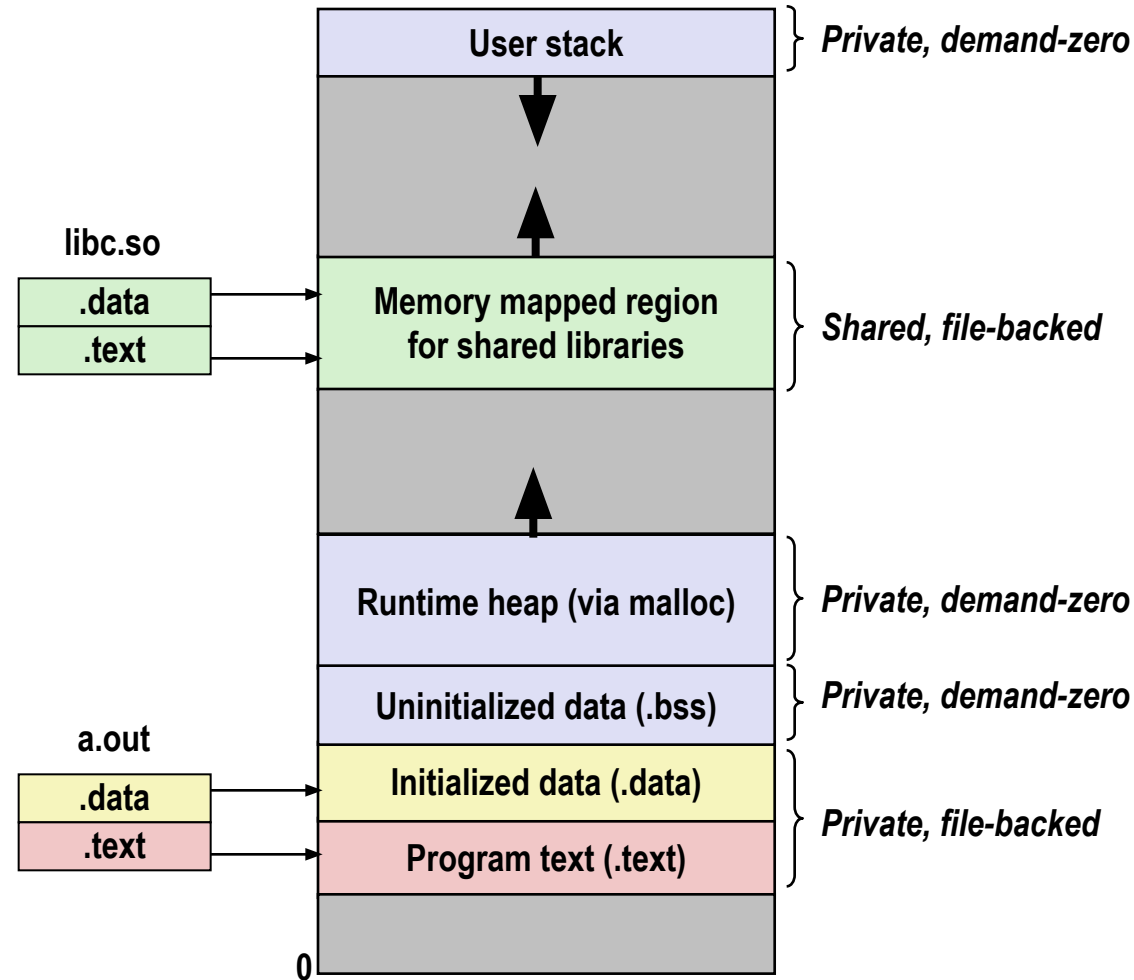 User stack
Private, demand-zero
libc.so
.data
.text
Memory mapped region
for shared libraries
Shared, file-backed
Runtime heap (via malloc)
Private, demand-zero
Uninitialized data (.bss)
Private, demand-zero
a.out
.data
.text
Initialized data (.data)
Program text (.text)
Private, file-backed
0